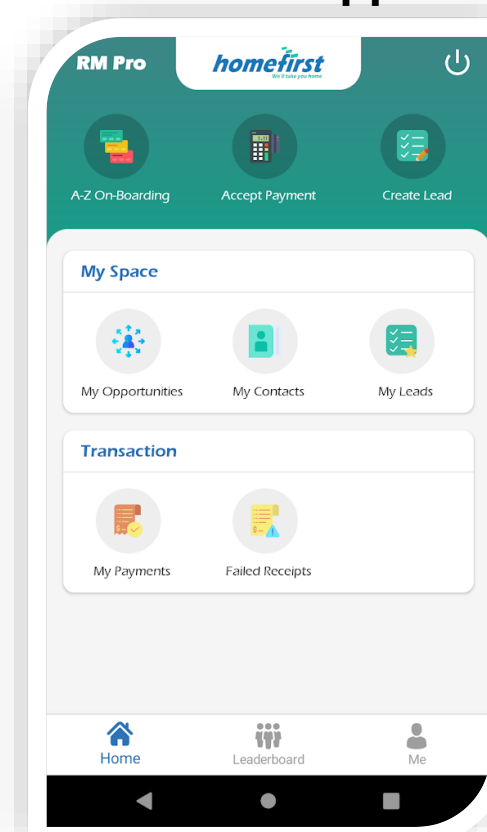 RM Pro
homefirst
We'll take you home
A-Z On-Boarding
Accept Payment
Create Lead
My Space
My Opportunities
My Contacts
My Leads
Transaction
My Payments
Failed Receipts
Home
Leaderboard
Me